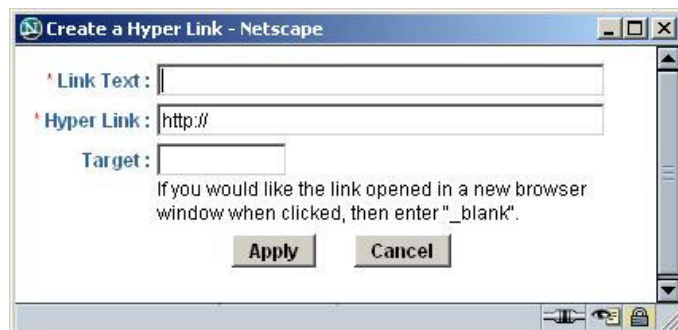 Create a Hyper Link - Netscape
* Link Text :
* Hyper Link : http://
Target :
If you would like the link opened in a new browser
window when clicked, then enter "_blank".
Apply Cancel